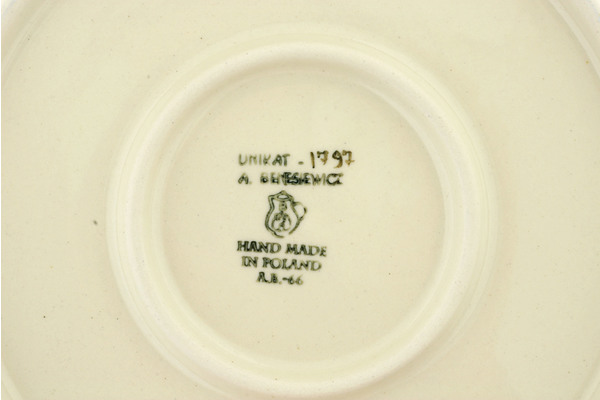 UNIKAT - 1797
A.
HAND MADE
IN POLAND
A.B.-66